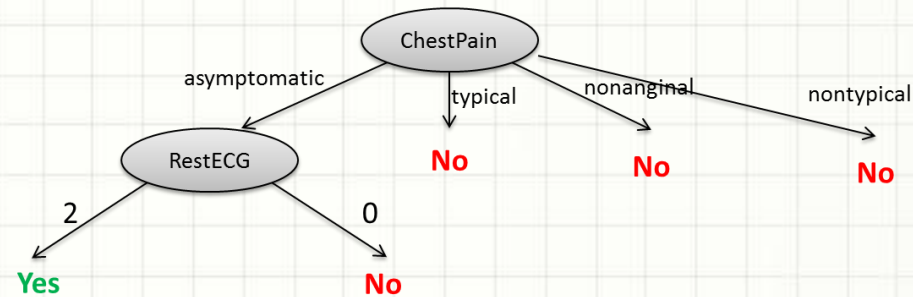 ChestPain
asymptomatic
typical
nonanginal
nontypical
RestECG
No
No
No
2
0
Yes
No